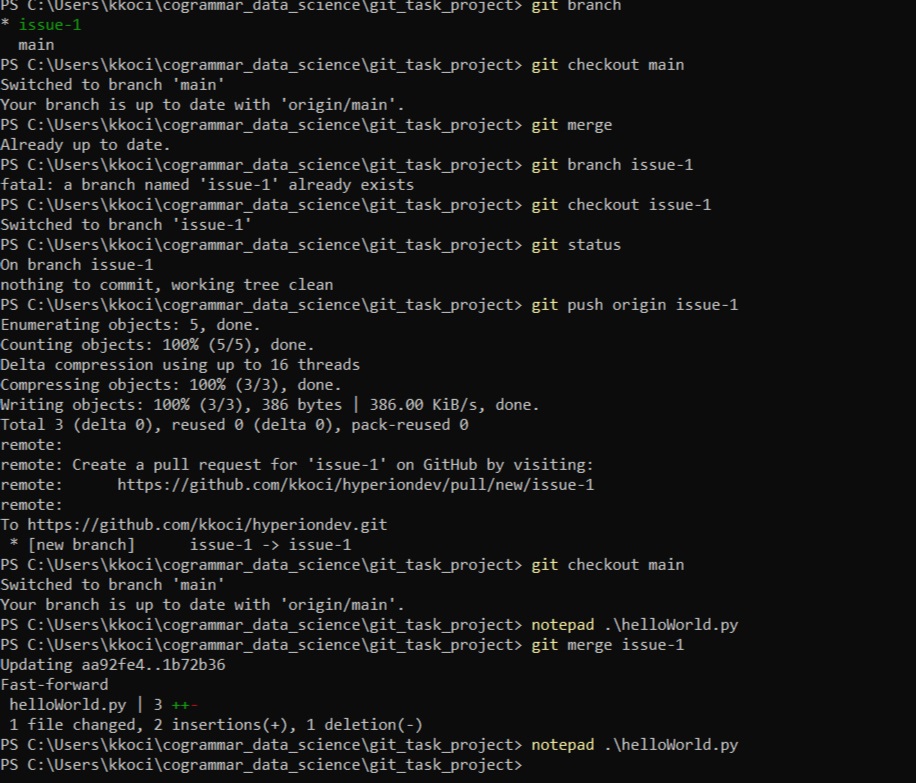 PS C:\Users\kkoci\cogrammar_data_science\git_task_project> git branch
* issue-1
  main
PS C:\Users\kkoci\cogrammar_data_science\git_task_project> git checkout main
Switched to branch 'main'
Your branch is up to date with 'origin/main'.
PS C:\Users\kkoci\cogrammar_data_science\git_task_project> git merge
Already up to date.
PS C:\Users\kkoci\cogrammar_data_science\git_task_project> git branch issue-1
fatal: a branch named 'issue-1' already exists
PS C:\Users\kkoci\cogrammar_data_science\git_task_project> git checkout issue-1
Switched to branch 'issue-1'
PS C:\Users\kkoci\cogrammar_data_science\git_task_project> git status
On branch issue-1
nothing to commit, working tree clean
PS C:\Users\kkoci\cogrammar_data_science\git_task_project> git push origin issue-1
Enumerating objects: 5, done.
Counting objects: 100% (5/5), done.
Delta compression using up to 16 threads
Compressing objects: 100% (3/3), done.
Writing objects: 100% (3/3), 386 bytes | 386.00 KiB/s, done.
Total 3 (delta 0), reused 0 (delta 0), pack-reused 0
remote:
remote: Create a pull request for 'issue-1' on GitHub by visiting:
remote:      https://github.com/kkoci/hyperiondev/pull/new/issue-1
remote:
To https://github.com/kkoci/hyperiondev.git
 * [new branch]      issue-1 -> issue-1
PS C:\Users\kkoci\cogrammar_data_science\git_task_project> git checkout main
Switched to branch 'main'
Your branch is up to date with 'origin/main'.
PS C:\Users\kkoci\cogrammar_data_science\git_task_project> notepad .\helloWorld.py
PS C:\Users\kkoci\cogrammar_data_science\git_task_project> git merge issue-1
Updating aa92fe4..1b72b36
Fast-forward
 helloWorld.py | 3 ++-
 1 file changed, 2 insertions(+), 1 deletion(-)
PS C:\Users\kkoci\cogrammar_data_science\git_task_project> notepad .\helloWorld.py
PS C:\Users\kkoci\cogrammar_data_science\git_task_project>